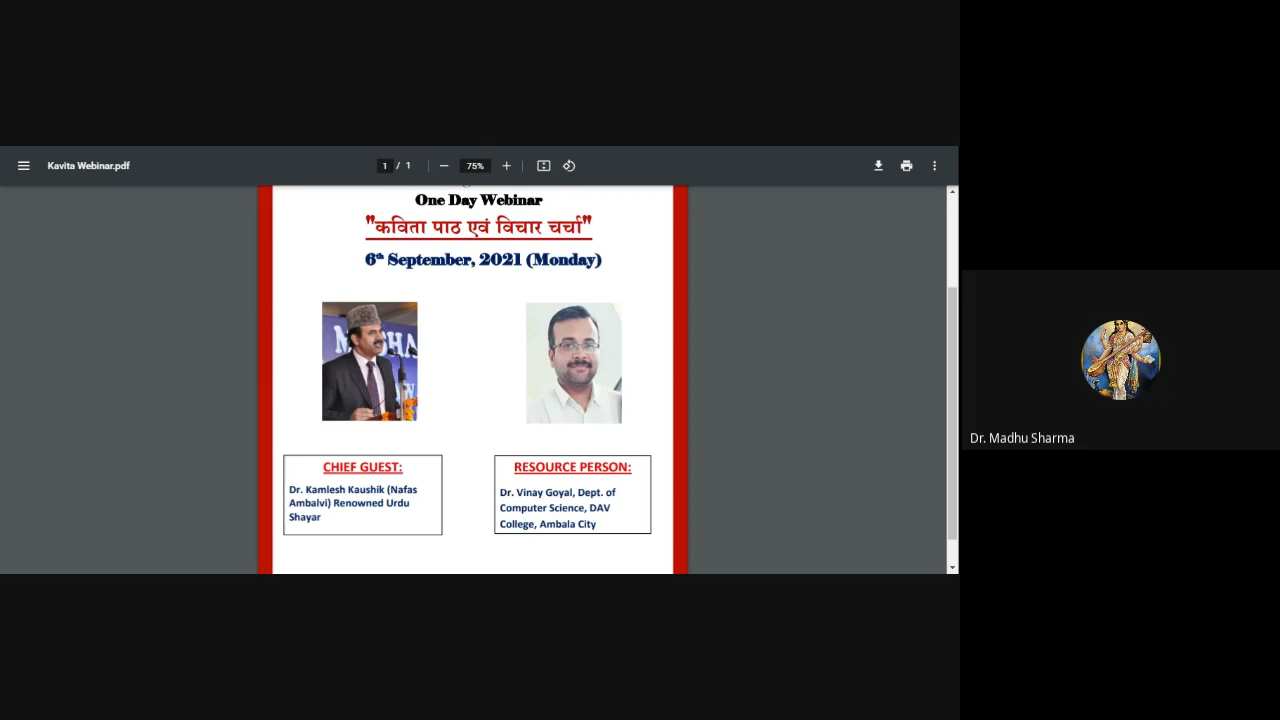 Kavita Webinar.pdf
1 / 1
75%
One Day Webinar
"कविता पाठ एवं विचार चर्चा"
6th September, 2021 (Monday)
CHIEF GUEST:
Dr. Kamlesh Kaushik (Nafas
Ambalvi) Renowned Urdu
Shayar
RESOURCE PERSON:
Dr. Vinay Goyal, Dept. of
Computer Science, DAV
College, Ambala City
Dr. Madhu Sharma